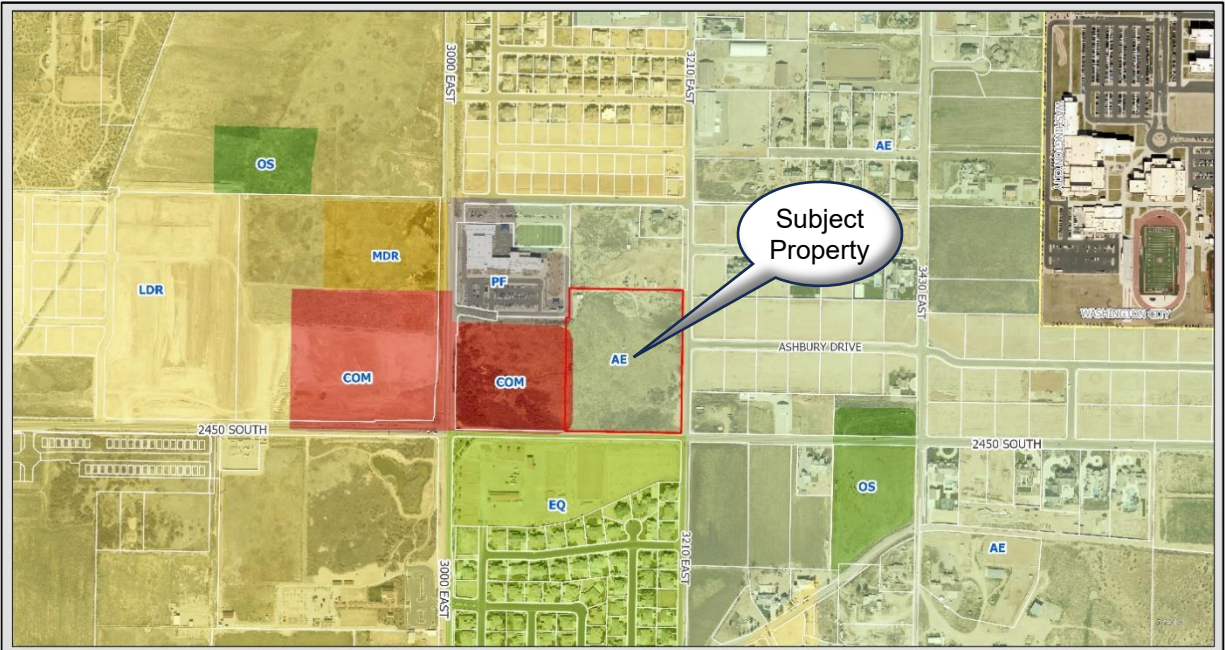 3000 EAST
3210 EAST
WASHINGTON CITY
AE
OS
Subject
Property
MDR
LDR
PF
3430 EAST
WASHINGTON CITY
ASHBURY DRIVE
COM
COM
AE
2450 SOUTH
2450 SOUTH
OS
EQ
3210 EAST
AE
3000 EAST